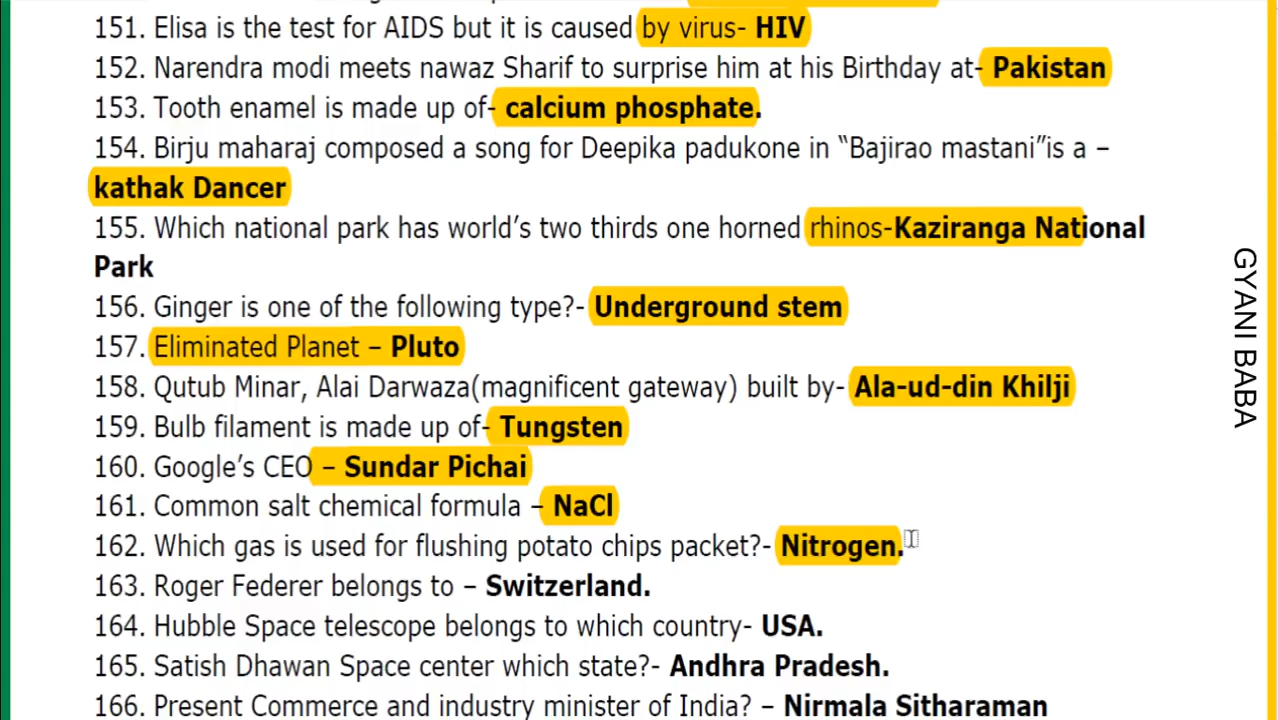 151. Elisa is the test for AIDS but it is caused by virus- HIV
152. Narendra modi meets nawaz Sharif to surprise him at his Birthday at- Pakistan
153. Tooth enamel is made up of- calcium phosphate.
154. Birju maharaj composed a song for Deepika padukone in “Bajirao mastani”is a –
kathak Dancer
155. Which national park has world’s two thirds one horned rhinos-Kaziranga National
Park
156. Ginger is one of the following type?- Underground stem
157. Eliminated Planet – Pluto
158. Qutub Minar, Alai Darwaza(magnificent gateway) built by- Ala-ud-din Khilji
159. Bulb filament is made up of- Tungsten
160. Google’s CEO – Sundar Pichai
161. Common salt chemical formula – NaCl
162. Which gas is used for flushing potato chips packet?- Nitrogen.
163. Roger Federer belongs to – Switzerland.
164. Hubble Space telescope belongs to which country- USA.
165. Satish Dhawan Space center which state?- Andhra Pradesh.
166. Present Commerce and industry minister of India? – Nirmala Sitharaman
GYANI BABA